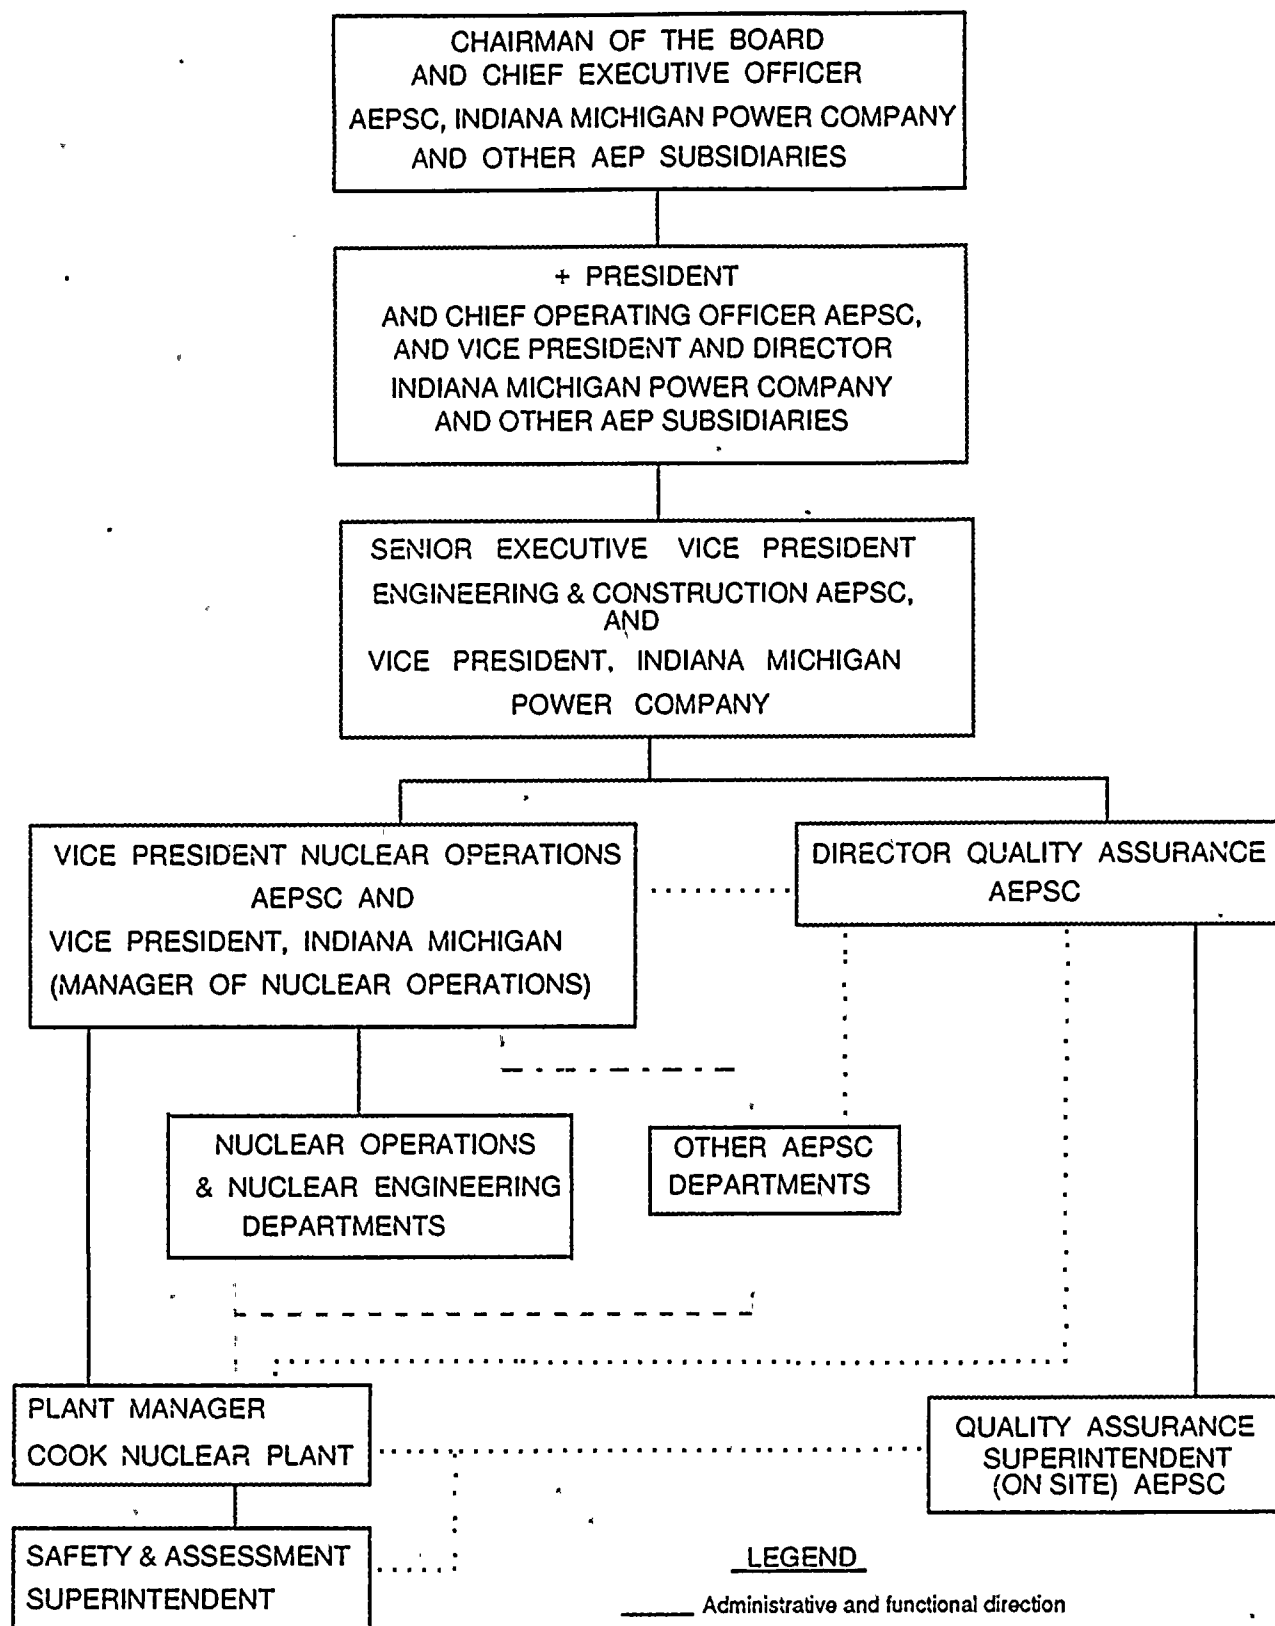 CHAIRMAN OF THE BOARD
AND CHIEF EXECUTIVE OFFICER
AEPSC, INDIANA MICHIGAN POWER COMPANY
AND OTHER AEP SUBSIDIARIES
+ PRESIDENT
AND CHIEF OPERATING OFFICER AEPSC,
AND VICE PRESIDENT AND DIRECTOR
INDIANA MICHIGAN POWER COMPANY
AND OTHER AEP SUBSIDIARIES
SENIOR EXECUTIVE VICE PRESIDENT
ENGINEERING & CONSTRUCTION AEPSC,
AND
VICE PRESIDENT, INDIANA MICHIGAN
POWER COMPANY
VICE PRESIDENT NUCLEAR OPERATIONS
AEPSC AND
VICE PRESIDENT, INDIANA MICHIGAN
(MANAGER OF NUCLEAR OPERATIONS)
DIRECTOR QUALITY ASSURANCE
AEPSC
NUCLEAR OPERATIONS
& NUCLEAR ENGINEERING
DEPARTMENTS
OTHER AEPSC
DEPARTMENTS
PLANT MANAGER
COOK NUCLEAR PLANT
QUALITY ASSURANCE
SUPERINTENDENT
(ON SITE) AEPSC
SAFETY & ASSESSMENT
SUPERINTENDENT
LEGEND
Administrative and functional direction